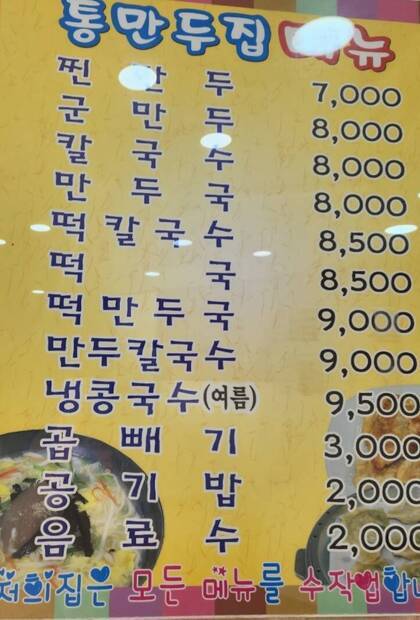 통만두집 메뉴
찐만두 7,000
군만두 8,000
칼국수 8,000
만두국 8,000
떡칼국수 8,500
떡국 8,500
떡만두국 9,000
만두칼국수 9,000
냉콩국수(여름) 9,500
곱빼기 3,000
공기밥 2,000
음료수 2,000
저희집은 모든 메뉴를 수작업합니